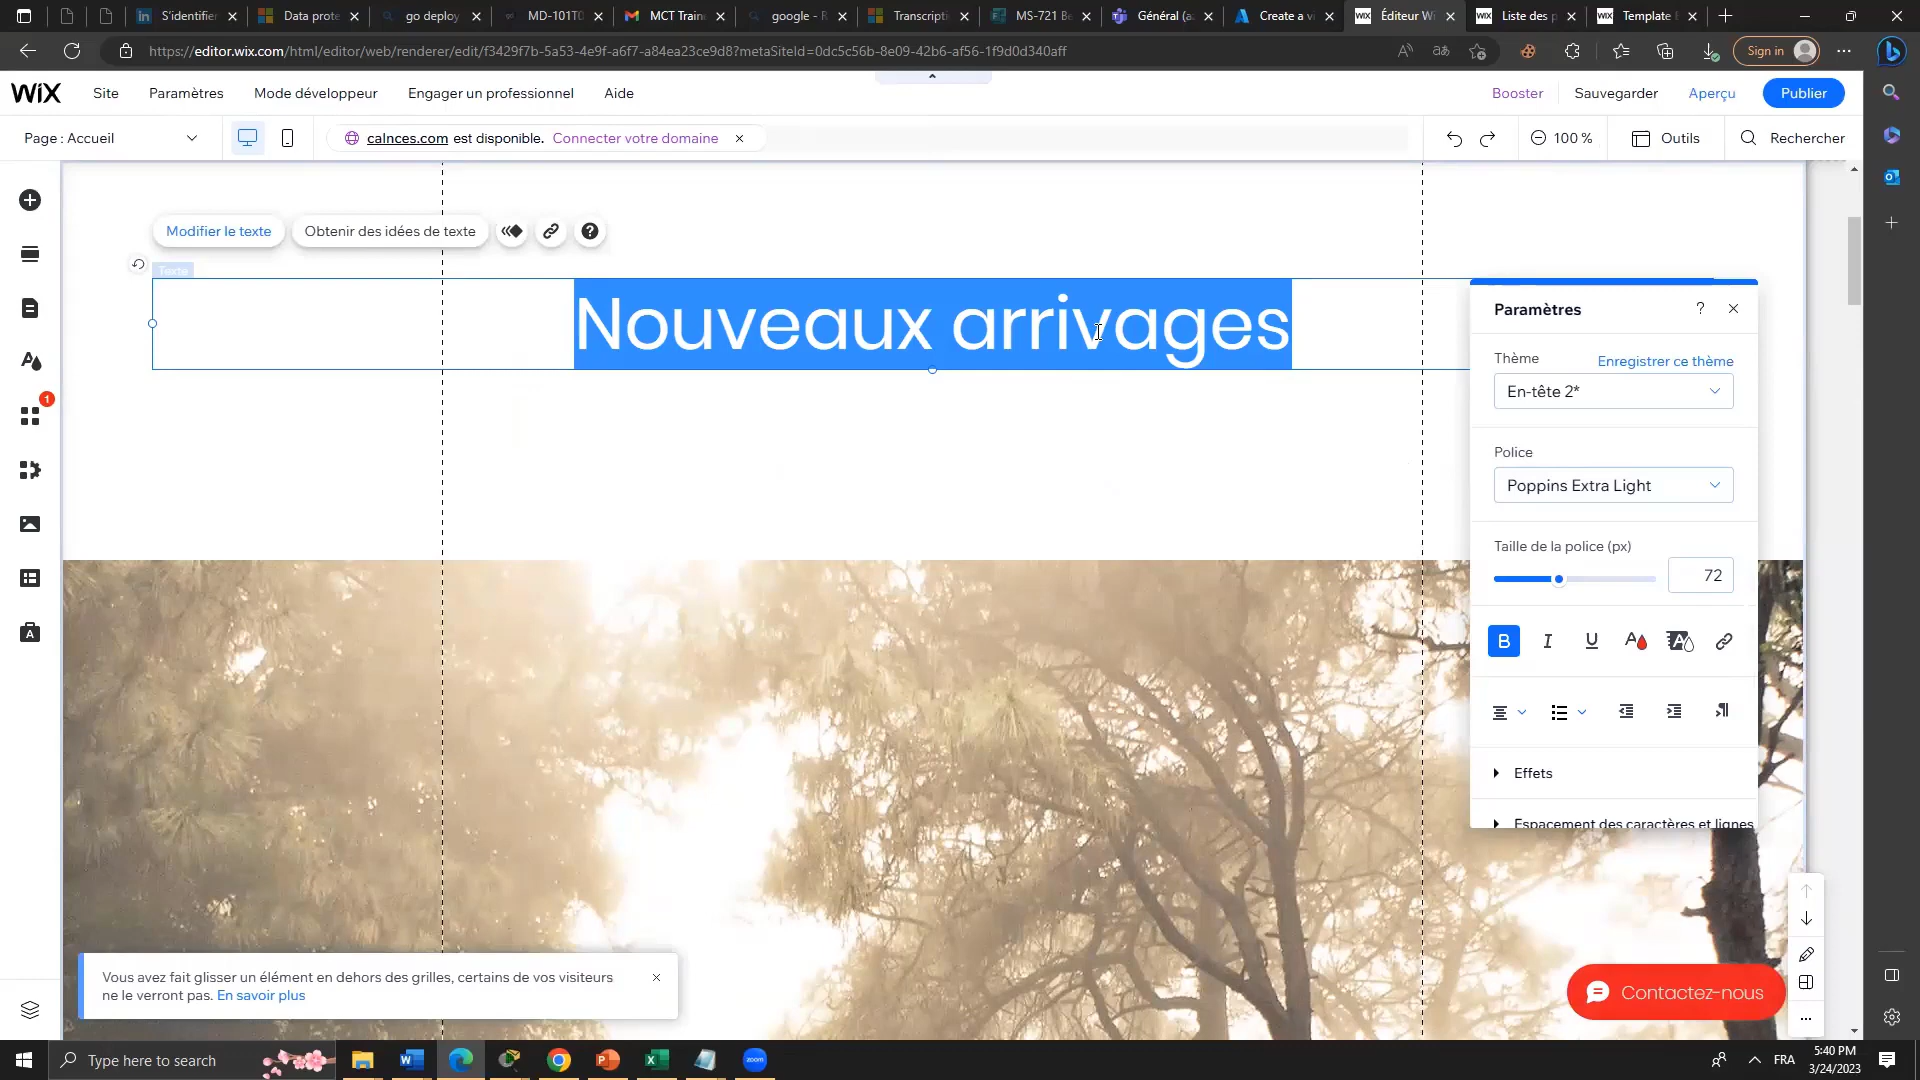 S'identifier
Data prote
go deploy
MD-101T0
MCT Train
google - R
Transcripti
MS-721 Be
Général (a
Create a vi
Éditeur Wi
Liste des p
Template
https://editor.wix.com/html/editor/web/renderer/edit/f3429f7b-5a53-4e9f-a6f7-a84ea23ce9d8?metaSiteId=0dc5c56b-8e09-42b6-af56-1f9d0d340aff
Sign in
WiX
Site
Paramètres
Mode développeur
Engager un professionnel
Aide
Booster
Sauvegarder
Aperçu
Publier
Page : Accueil
calnces.com est disponible. Connecter votre domaine
100 %
Outils
Rechercher
Modifier le texte
Obtenir des idées de texte
Texte
Nouveaux arrivages
Paramètres
?
Thème
Enregistrer ce thème
En-tête 2*
Police
Poppins Extra Light
Taille de la police (px)
72
B
I
U
Effets
Espacement des caractères et lignes
1
Vous avez fait glisser un élément en dehors des grilles, certains de vos visiteurs
ne le verront pas. En savoir plus
Contactez-nous
Type here to search
zoom
FRA
5:40 PM
3/24/2023